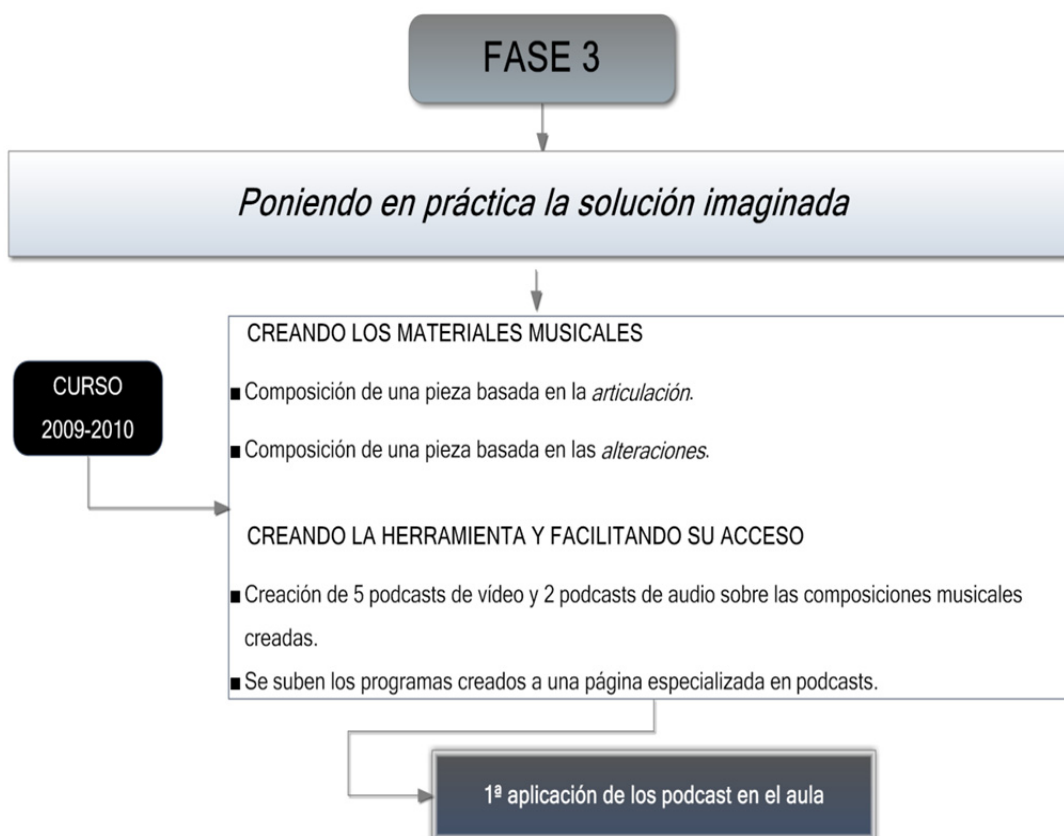 FASE 3
Poniendo en práctica la solución imaginada
CREANDO LOS MATERIALES MUSICALES
CURSO
2009-2010
■ Composición de una pieza basada en la articulación.
■ Composición de una pieza basada en las alteraciones.
CREANDO LA HERRAMIENTA Y FACILITANDO SU ACCESO
■ Creación de 5 podcasts de vídeo y 2 podcasts de audio sobre las composiciones musicales
creadas.
■ Se suben los programas creados a una página especializada en podcasts.
1ª aplicación de los podcast en el aula